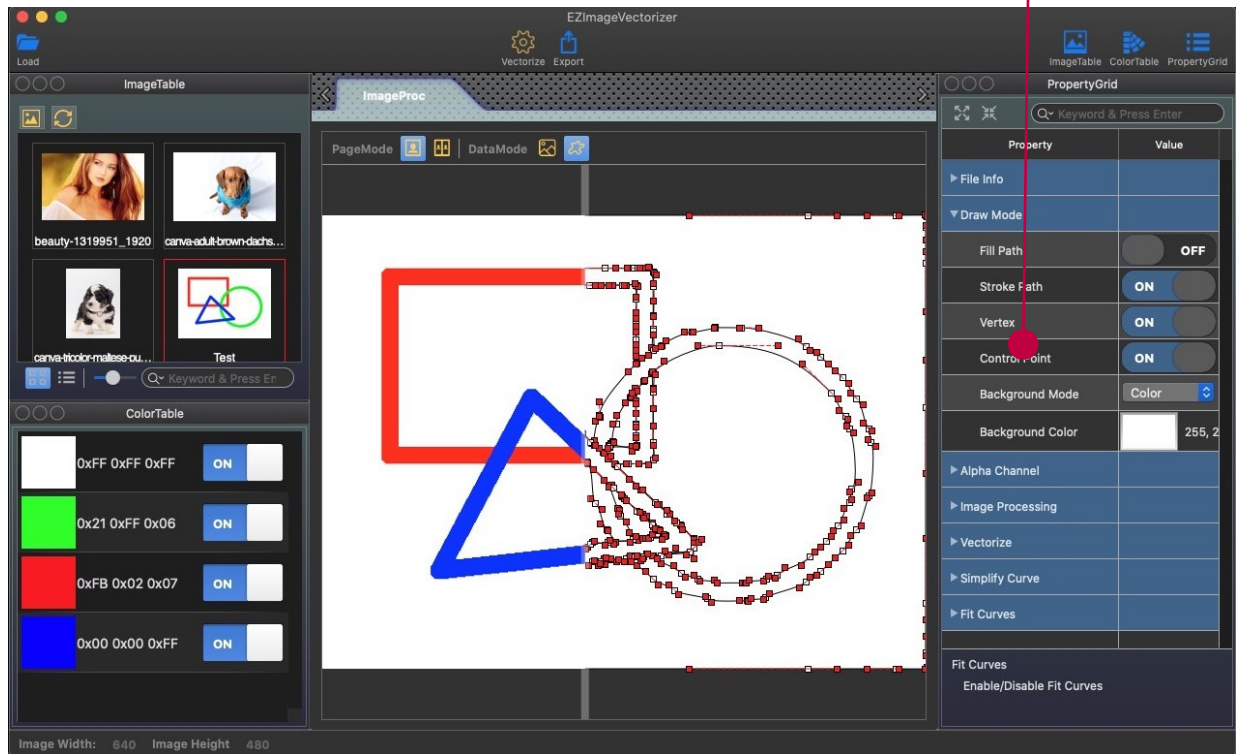 EZImageVectorizer
Load
Vectorize Export
ImageTable ColorTable PropertyGrid
ImageTable
beauty-1319951_1920
canva-adult-brown-dachs...
canva-tricolor-maltese-pu...
Test
Keyword & Press En
ColorTable
0xFF 0xFF 0xFF ON
0x21 0xFF 0x06 ON
0xFB 0x02 0x07 ON
0x00 0x00 0xFF ON
ImageProc
PageMode DataMode
PropertyGrid
Keyword & Press Enter
Property Value
File Info
Draw Mode
Fill Path OFF
Stroke Path ON
Vertex ON
Control Point ON
Background Mode Color
Background Color 255, 2
Alpha Channel
Image Processing
Vectorize
Simplify Curve
Fit Curves
Fit Curves
Enable/Disable Fit Curves
Image Width: 640 Image Height 480